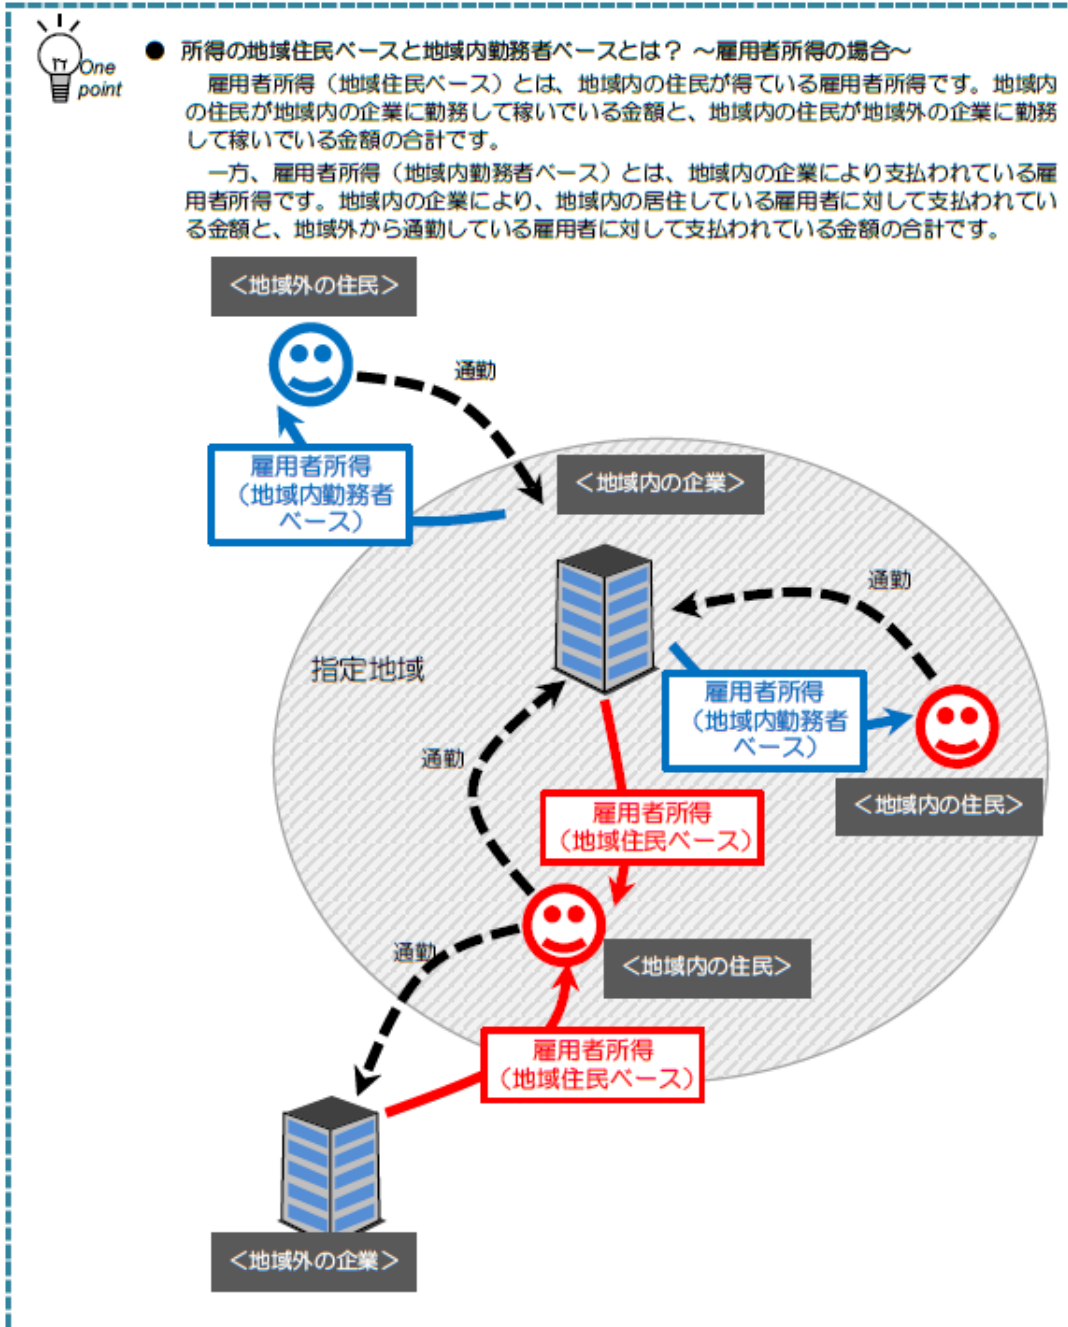 One
point
● 所得の地域住民ベースと地域内勤務者ベースとは？ ～雇用者所得の場合～
雇用者所得（地域住民ベース）とは、地域内の住民が得ている雇用者所得です。地域内
の住民が地域内の企業に勤務して稼いでいる金額と、地域内の住民が地域外の企業に勤務
して稼いでいる金額の合計です。
一方、雇用者所得（地域内勤務者ベース）とは、地域内の企業により支払われている雇
用者所得です。地域内の企業により、地域内の居住している雇用者に対して支払われてい
る金額と、地域外から通勤している雇用者に対して支払われている金額の合計です。
＜地域外の住民＞
通勤
雇用者所得
（地域内勤務者
ベース）
＜地域内の企業＞
通勤
指定地域
雇用者所得
（地域内勤務者
ベース）
通勤
＜地域内の住民＞
雇用者所得
（地域住民ベース）
通勤
＜地域内の住民＞
雇用者所得
（地域住民ベース）
＜地域外の企業＞